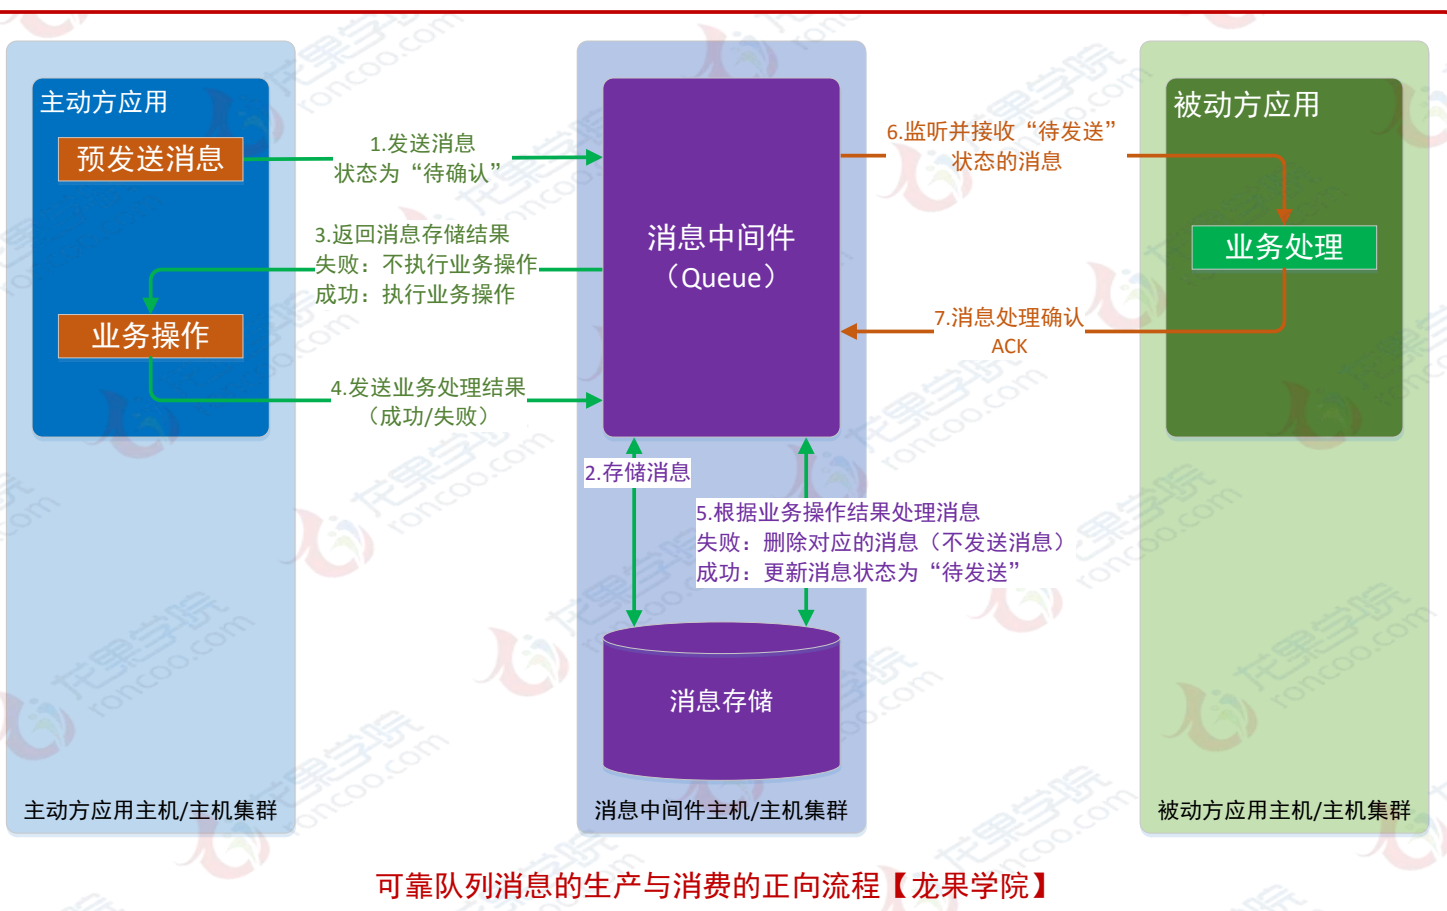 主动方应用
预发送消息
1.发送消息
状态为“待确认”
3.返回消息存储结果
失败：不执行业务操作
成功：执行业务操作
业务操作
4.发送业务处理结果
（成功/失败）
消息中间件
（Queue）
2.存储消息
5.根据业务操作结果处理消息
失败：删除对应的消息（不发送消息）
成功：更新消息状态为“待发送”
消息存储
6.监听并接收“待发送”
状态的消息
被动方应用
业务处理
7.消息处理确认
ACK
主动方应用主机/主机集群
消息中间件主机/主机集群
被动方应用主机/主机集群
可靠队列消息的生产与消费的正向流程【龙果学院】
龙果学院
roncoo.com